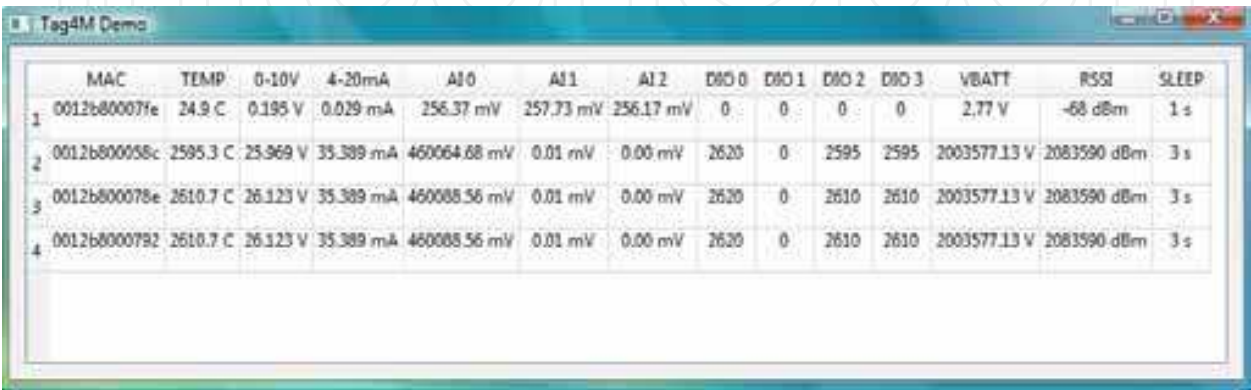 Tag4M Demo
MAC TEMP 0-10V 4-20mA AI 0 AI 1 AI 2 DIO 0 DIO 1 DIO 2 DIO 3 VBATT RSSI SLEEP
1 0012b80007fe 24.9 C 0.195 V 0.029 mA 256.37 mV 257.73 mV 256.17 mV 0 0 0 0 2.77 V -68 dBm 1 s
2 0012b800058c 2595.3 C 25.969 V 35.389 mA 460064.68 mV 0.01 mV 0.00 mV 2620 0 2595 2595 2003577.13 V 2083590 dBm 3 s
3 0012b800078e 2610.7 C 26.123 V 35.389 mA 460088.56 mV 0.01 mV 0.00 mV 2620 0 2610 2610 2003577.13 V 2083590 dBm 3 s
4 0012b8000792 2610.7 C 26.123 V 35.389 mA 460088.56 mV 0.01 mV 0.00 mV 2620 0 2610 2610 2003577.13 V 2083590 dBm 3 s